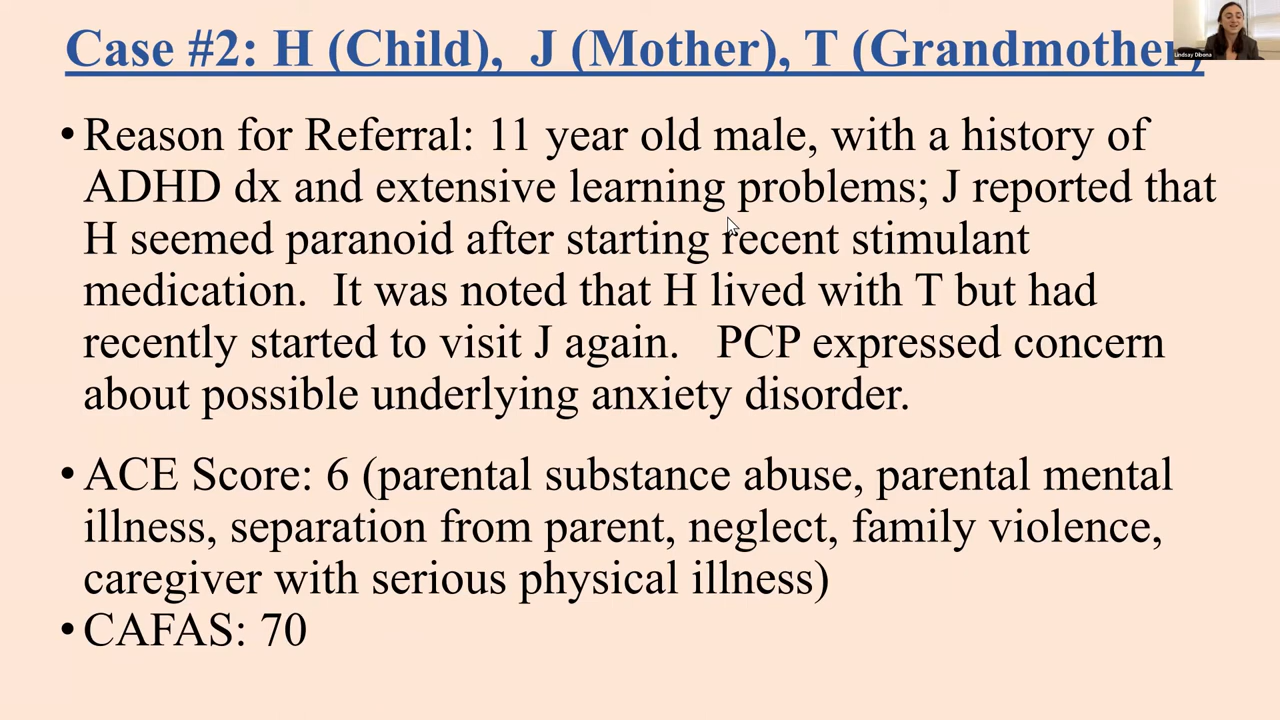 Case #2: H (Child), J (Mother), T (Grandmother)
Lindsay Dibona
• Reason for Referral: 11 year old male, with a history of
ADHD dx and extensive learning problems; J reported that
H seemed paranoid after starting recent stimulant
medication. It was noted that H lived with T but had
recently started to visit J again. PCP expressed concern
about possible underlying anxiety disorder.
• ACE Score: 6 (parental substance abuse, parental mental
illness, separation from parent, neglect, family violence,
caregiver with serious physical illness)
• CAFAS: 70